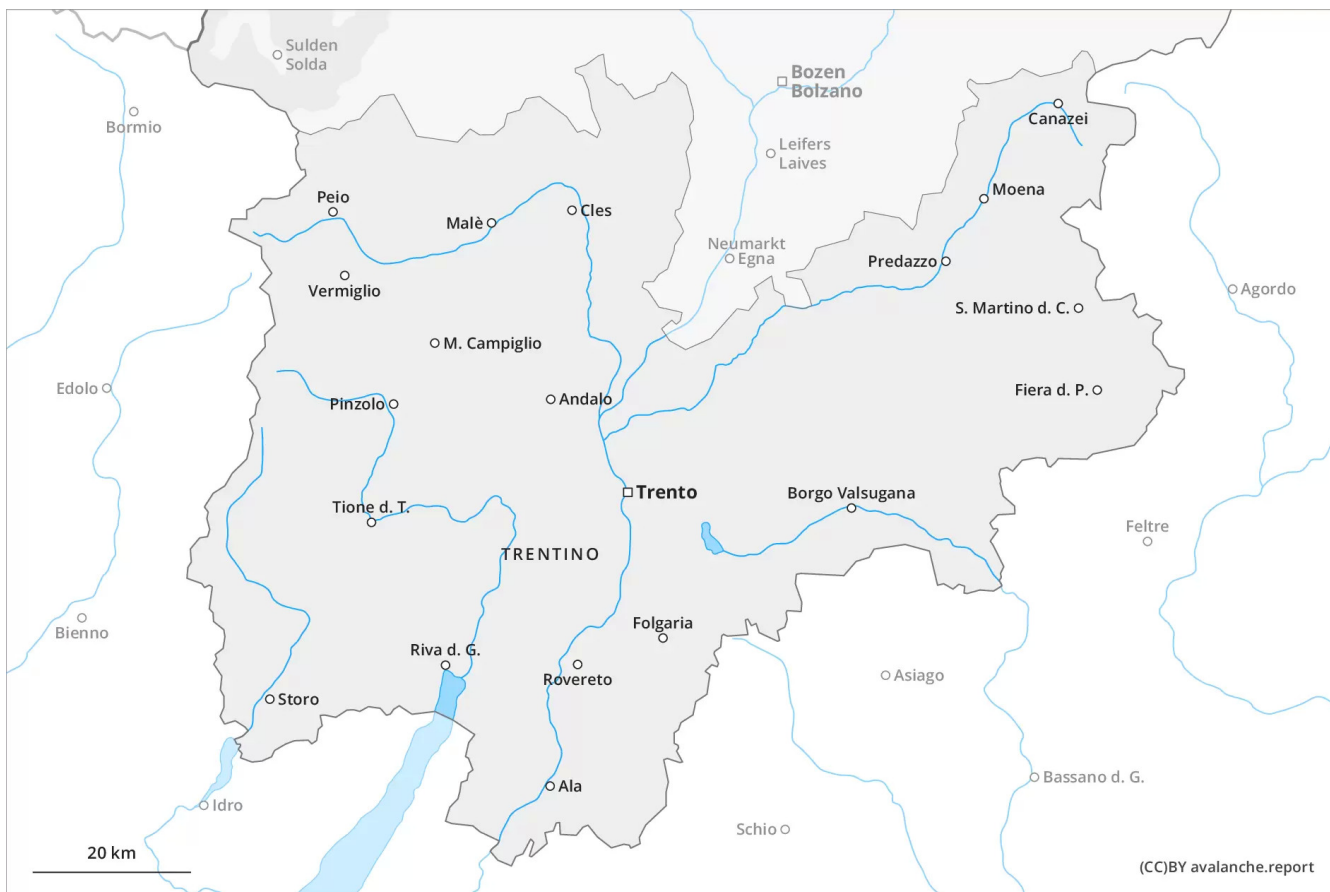 Sulden
Solda
Bozen
Bolzano
Bormio
Canazei
Leifers
Laives
Peio
Moena
Malè
Cles
Neumarkt
Egna
Predazzo
Vermiglio
Agordo
S. Martino d. C.
M. Campiglio
Edolo
Fiera d. P.
Pinzolo
Andalo
Trento
Borgo Valsugana
Tione d. T.
Feltre
TRENTINO
Bienno
Folgaria
Riva d. G.
Asiago
Rovereto
Storo
Bassano d. G.
Ala
Idro
Schio
20 km
(CC)BY avalanche.report